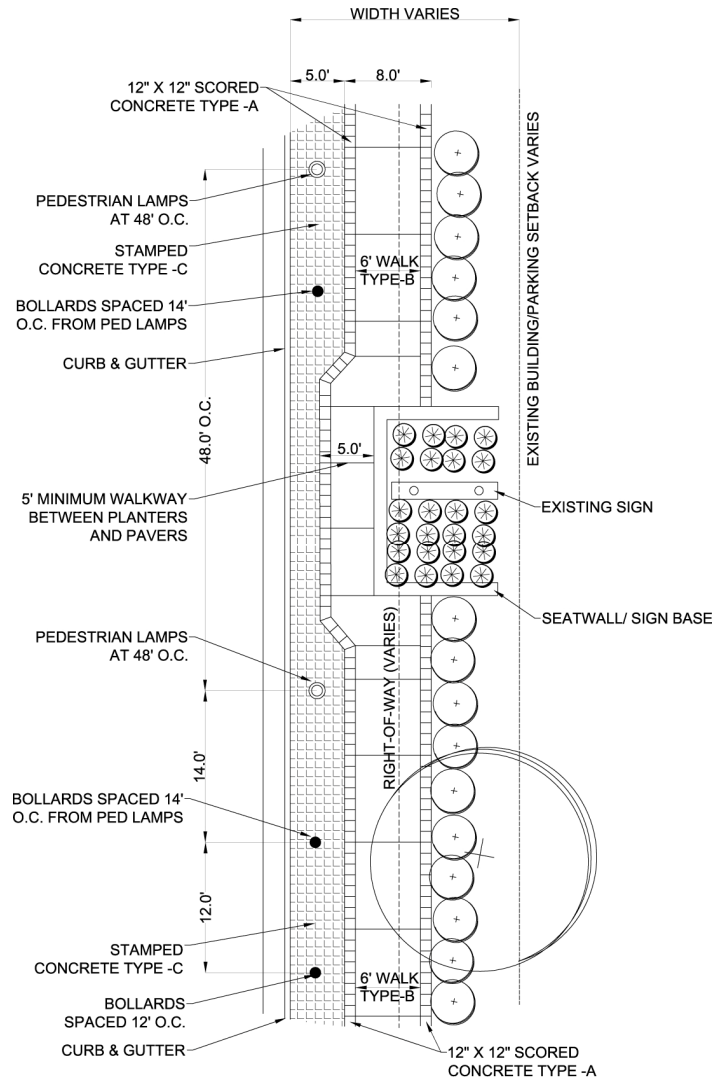 WIDTH VARIES
5.0'
8.0'
12" X 12" SCORED
CONCRETE TYPE -A
PEDESTRIAN LAMPS
AT 48' O.C.
STAMPED
CONCRETE TYPE -C
6' WALK
TYPE-B
BOLLARDS SPACED 14'
O.C. FROM PED LAMPS
CURB & GUTTER
EXISTING BUILDING/PARKING SETBACK VARIES
48.0' O.C.
5.0'
5' MINIMUM WALKWAY
BETWEEN PLANTERS
AND PAVERS
EXISTING SIGN
SEATWALL/ SIGN BASE
PEDESTRIAN LAMPS
AT 48' O.C.
RIGHT-OF-WAY (VARIES)
14.0'
BOLLARDS SPACED 14'
O.C. FROM PED LAMPS
12.0'
STAMPED
CONCRETE TYPE -C
6' WALK
TYPE-B
BOLLARDS
SPACED 12' O.C.
CURB & GUTTER
12" X 12" SCORED
CONCRETE TYPE -A